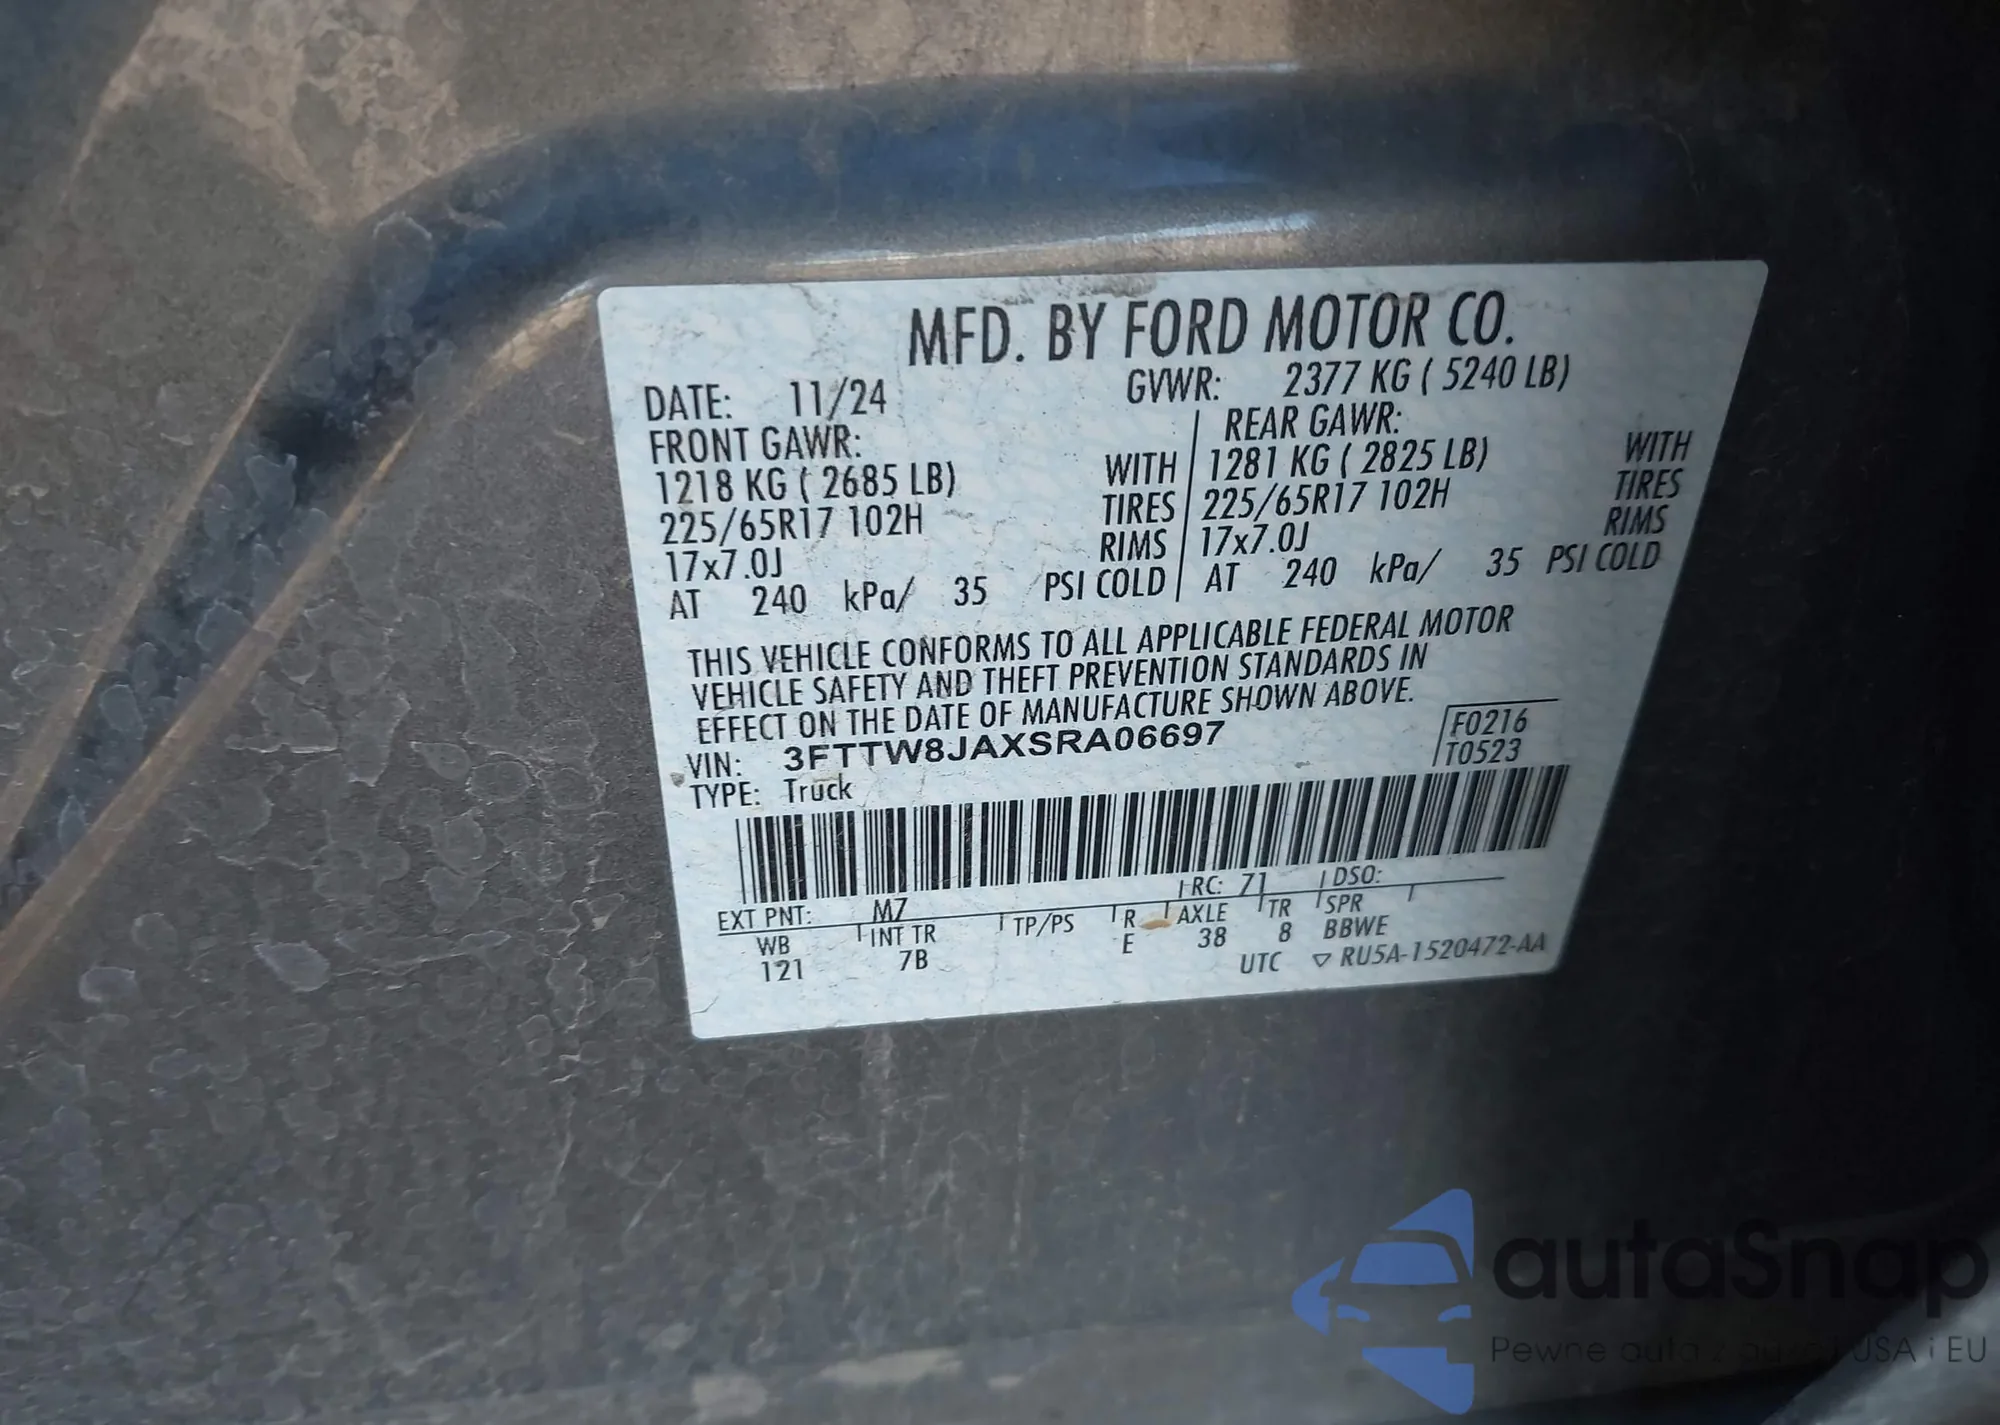 MFD. BY FORD MOTOR CO.
DATE: 11/24 GVWR: 2377 KG ( 5240 LB)
FRONT GAWR: REAR GAWR:
1218 KG ( 2685 LB) WITH 1281 KG ( 2825 LB) WITH
225/65R17 102H TIRES 225/65R17 102H TIRES
17x7.0J RIMS 17x7.0J RIMS
AT 240 kPa/ 35 PSI COLD AT 240 kPa/ 35 PSI COLD
THIS VEHICLE CONFORMS TO ALL APPLICABLE FEDERAL MOTOR
VEHICLE SAFETY AND THEFT PREVENTION STANDARDS IN
EFFECT ON THE DATE OF MANUFACTURE SHOWN ABOVE.
VIN: 3FTTW8JAXSRA06697 F0216
TYPE: Truck T0523
EXT PNT: M7 RC: 71 DSO:
WB INT TR TP/PS R AXLE TR SPR
121 7B E 38 8 BBWE
UTC ▽ RU5A-1520472-AA
autaSnap
Pewne auta z USA i EU